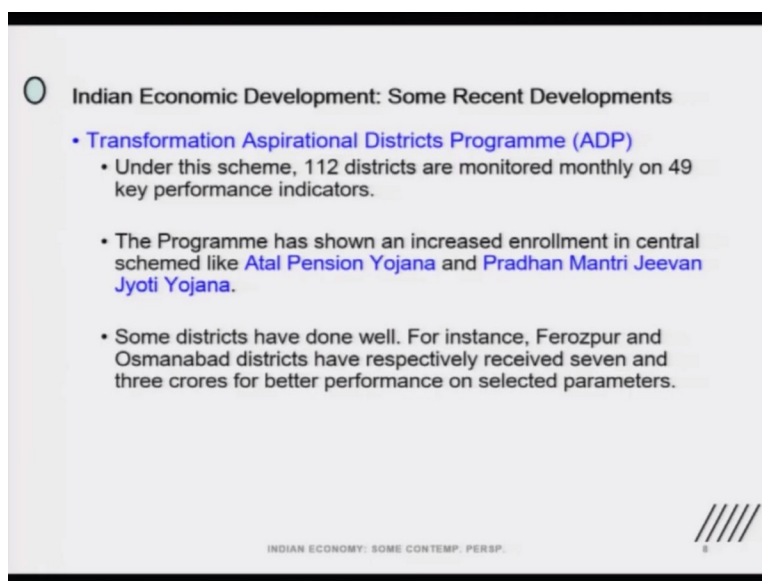 Indian Economic Development: Some Recent Developments
• Transformation Aspirational Districts Programme (ADP)
• Under this scheme, 112 districts are monitored monthly on 49
key performance indicators.
• The Programme has shown an increased enrollment in central
schemed like Atal Pension Yojana and Pradhan Mantri Jeevan
Jyoti Yojana.
• Some districts have done well. For instance, Ferozpur and
Osmanabad districts have respectively received seven and
three crores for better performance on selected parameters.
INDIAN ECONOMY: SOME CONTEMP. PERSP.
8